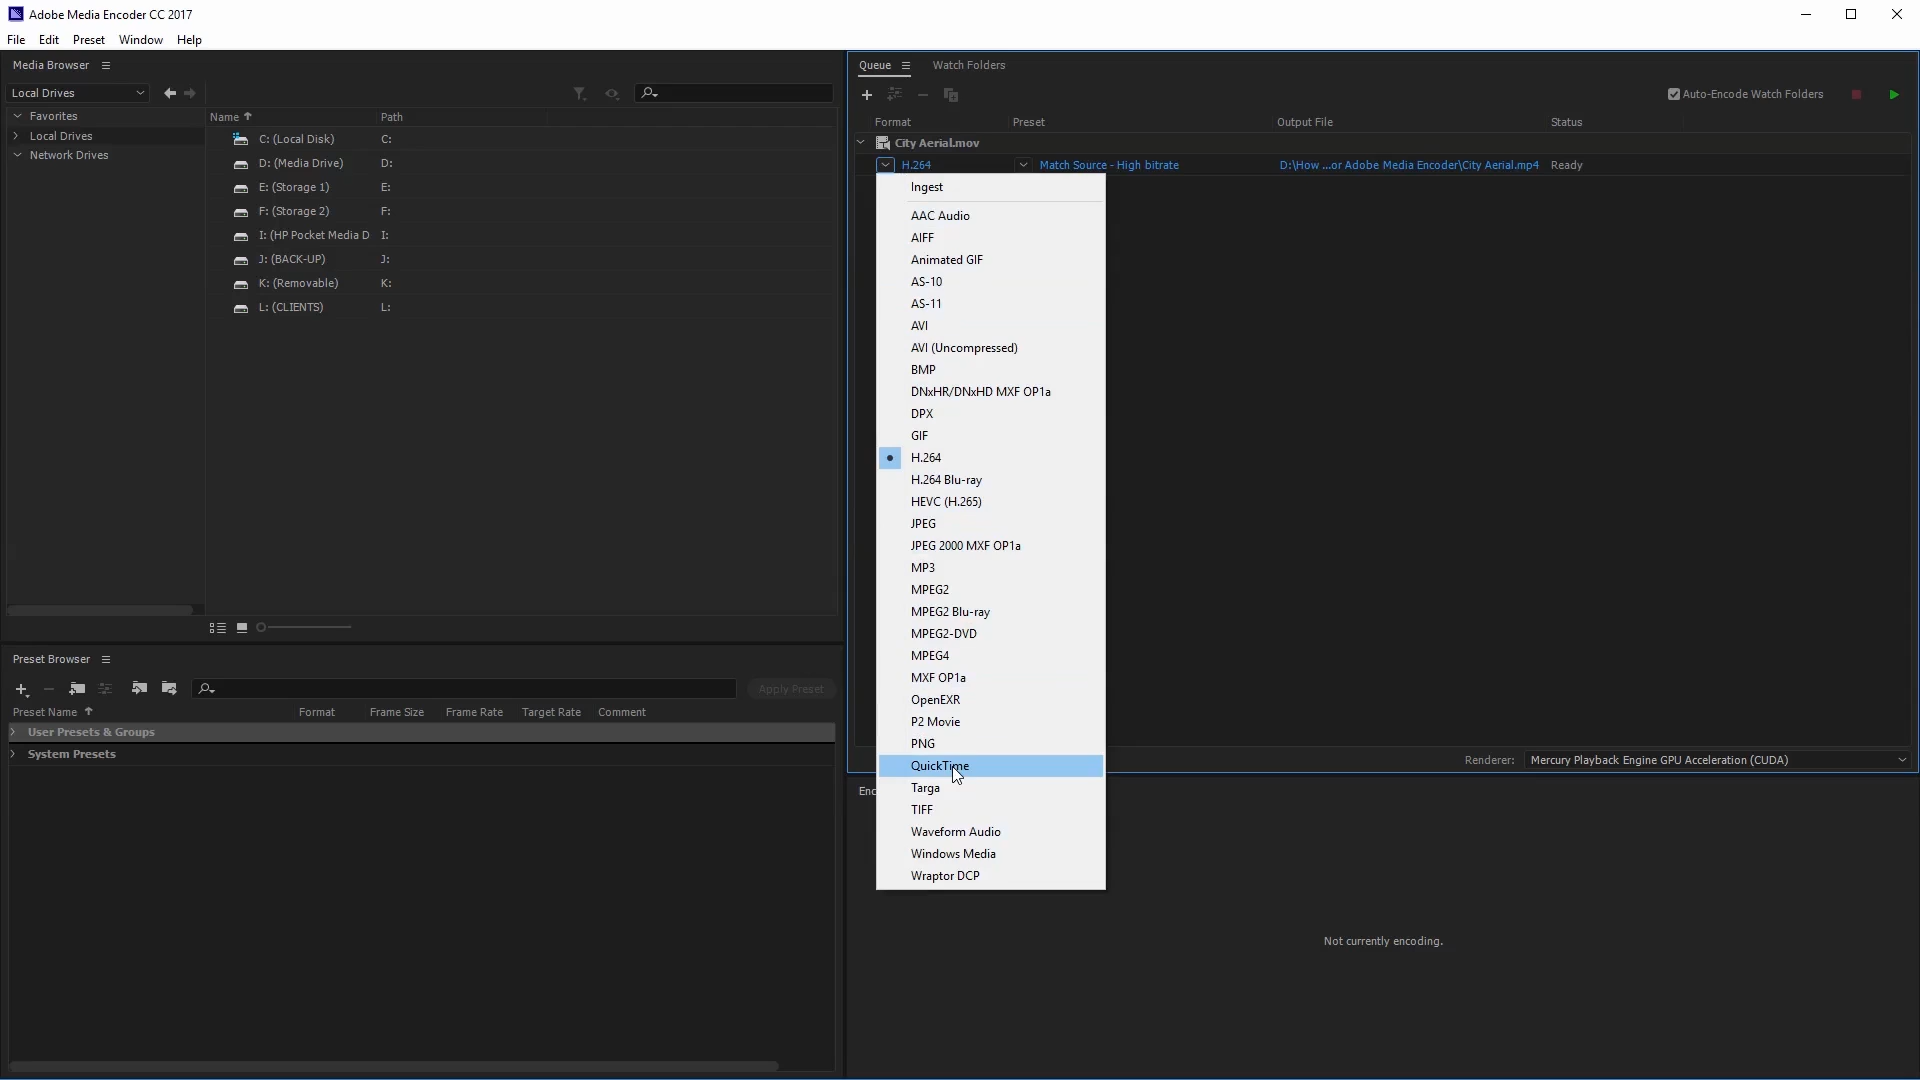 Adobe Media Encoder CC 2017
File Edit Preset Window Help
Media Browser
Local Drives
Favorites
Local Drives
Network Drives
Name Path
C: (Local Disk) C:
D: (Media Drive) D:
E: (Storage 1) E:
F: (Storage 2) F:
I: (HP Pocket Media D I:
J: (BACK-UP) J:
K: (Removable) K:
L: (CLIENTS) L:
Preset Browser
Apply Preset
Preset Name Format Frame Size Frame Rate Target Rate Comment
User Presets & Groups
System Presets
Queue Watch Folders
Auto-Encode Watch Folders
Format Preset Output File Status
City Aerial.mov
H.264 Match Source - High bitrate D:\How ...or Adobe Media Encoder\City Aerial.mp4 Ready
Ingest
AAC Audio
AIFF
Animated GIF
AS-10
AS-11
AVI
AVI (Uncompressed)
BMP
DNxHR/DNxHD MXF OP1a
DPX
GIF
H.264
H.264 Blu-ray
HEVC (H.265)
JPEG
JPEG 2000 MXF OP1a
MP3
MPEG2
MPEG2 Blu-ray
MPEG2-DVD
MPEG4
MXF OP1a
OpenEXR
P2 Movie
PNG
QuickTime
Targa
TIFF
Waveform Audio
Windows Media
Wraptor DCP
Renderer: Mercury Playback Engine GPU Acceleration (CUDA)
Enc
Not currently encoding.